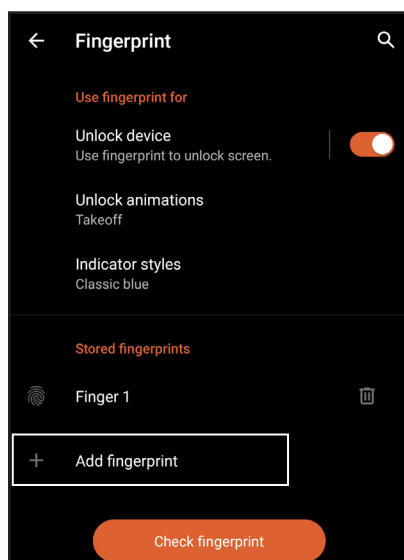 Fingerprint
Use fingerprint for
Unlock device
Use fingerprint to unlock screen.
Unlock animations
Takeoff
Indicator styles
Classic blue
Stored fingerprints
Finger 1
Add fingerprint
Check fingerprint